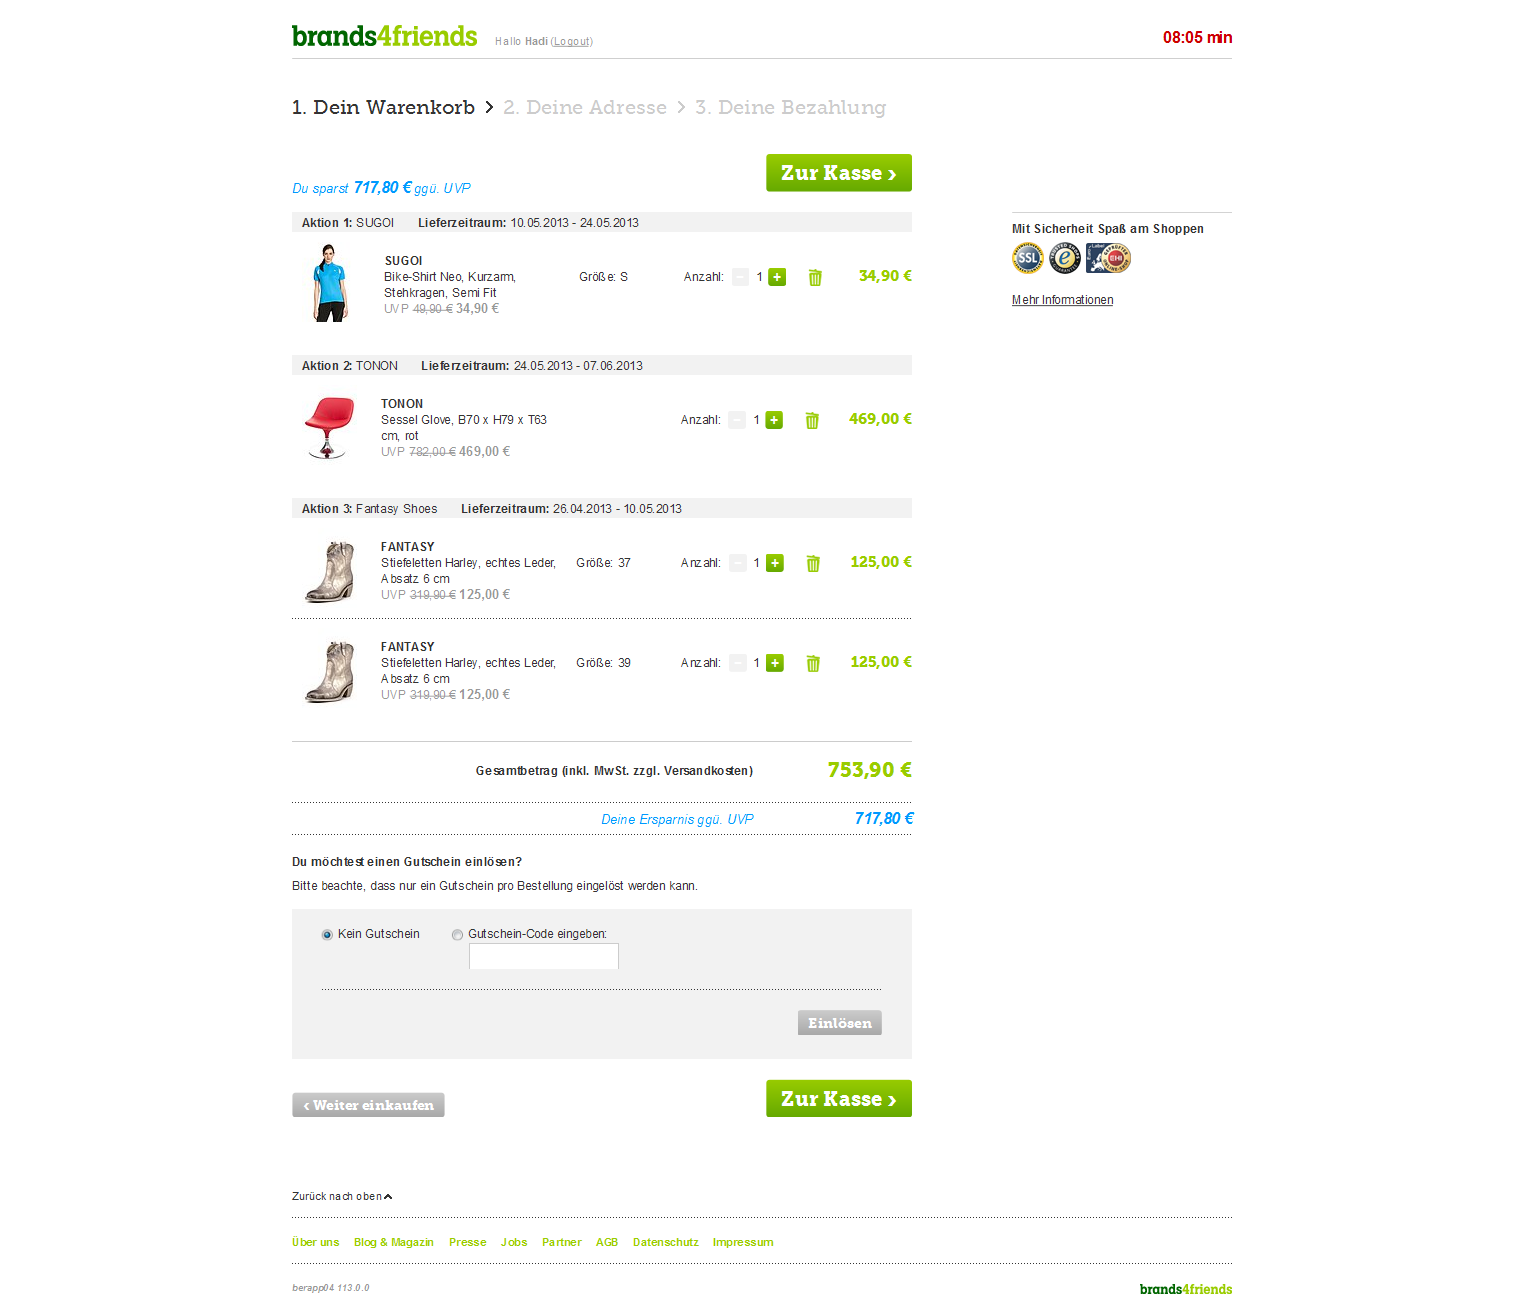 brands4friends Hallo Hadi (Logout) 08:05 min
1. Dein Warenkorb > 2. Deine Adresse > 3. Deine Bezahlung
Zur Kasse ›
Du sparst 717,80 € ggü. UVP
Aktion 1: SUGOI Lieferzeitraum: 10.05.2013 - 24.05.2013
Mit Sicherheit Spaß am Shoppen
SSL e EHI
Mehr Informationen
SUGOI
Bike-Shirt Neo, Kurzarm, Größe: S Anzahl: - 1 + 34,90 €
Stehkragen, Semi Fit
UVP 49,90 € 34,90 €
Aktion 2: TONON Lieferzeitraum: 24.05.2013 - 07.06.2013
TONON
Sessel Glove, B70 x H79 x T63 Anzahl: - 1 + 469,00 €
cm, rot
UVP 782,00 € 469,00 €
Aktion 3: Fantasy Shoes Lieferzeitraum: 26.04.2013 - 10.05.2013
FANTASY
Stiefeletten Harley, echtes Leder, Größe: 37 Anzahl: - 1 + 125,00 €
Absatz 6 cm
UVP 319,90 € 125,00 €
FANTASY
Stiefeletten Harley, echtes Leder, Größe: 39 Anzahl: - 1 + 125,00 €
Absatz 6 cm
UVP 319,90 € 125,00 €
Gesamtbetrag (inkl. MwSt. zzgl. Versandkosten) 753,90 €
Deine Ersparnis ggü. UVP 717,80 €
Du möchtest einen Gutschein einlösen?
Bitte beachte, dass nur ein Gutschein pro Bestellung eingelöst werden kann.
Kein Gutschein Gutschein-Code eingeben:
Einlösen
‹ Weiter einkaufen Zur Kasse ›
Zurück nach oben
Über uns Blog & Magazin Presse Jobs Partner AGB Datenschutz Impressum
berapp04 113.0.0 brands4friends